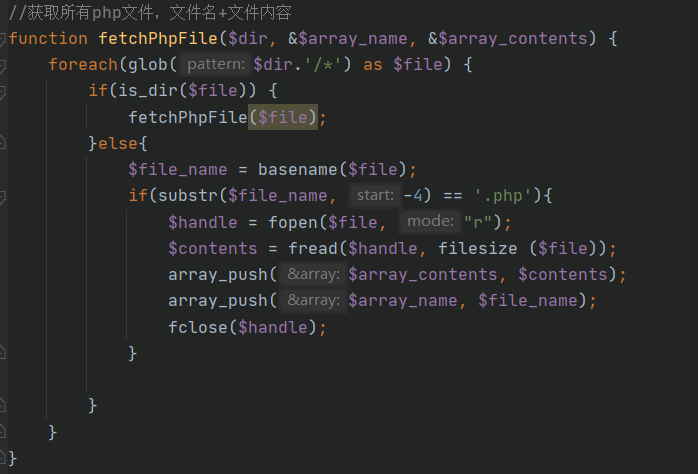 //获取所有php文件，文件名+文件内容
function fetchPhpFile($dir, &$array_name, &$array_contents) {
    foreach(glob( pattern: $dir.'/*') as $file) {
        if(is_dir($file)) {
            fetchPhpFile($file);
        }else{
            $file_name = basename($file);
            if(substr($file_name, start: -4) == '.php'){
                $handle = fopen($file, mode: "r");
                $contents = fread($handle, filesize ($file));
                array_push( &array: $array_contents, $contents);
                array_push( &array: $array_name, $file_name);
                fclose($handle);
            }
        }
    }
}